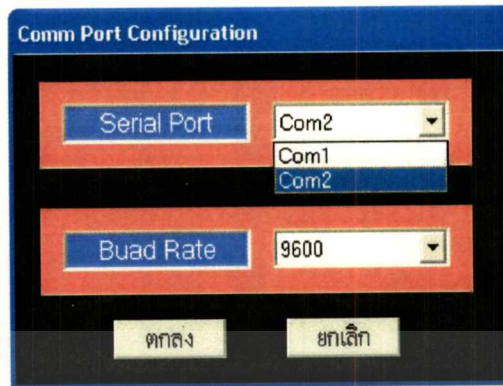 Comm Port Configuration
Serial Port Com2
Com1
Com2
Buad Rate 9600
ตกลง ยกเลิก